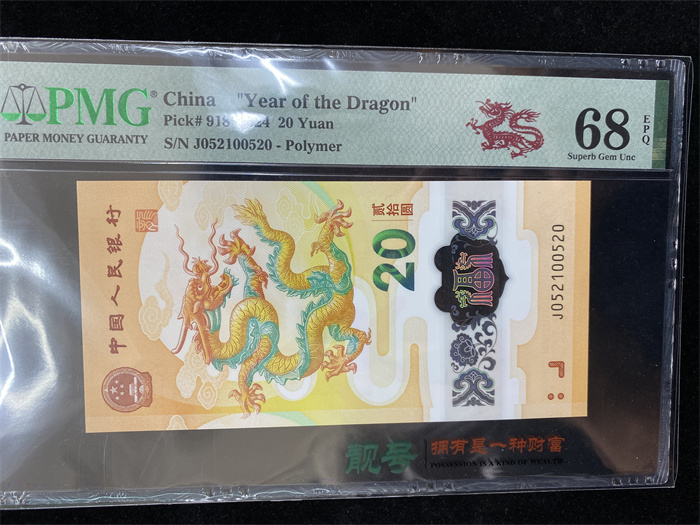 PMG®
PAPER MONEY GUARANTY
China "Year of the Dragon"
20 Yuan
S/N J052100520 - Polymer
68 EPQ
Superb Gem Unc
中国人民银行
贰拾圆
20
J052100520
靓号
拥有是一种财富
POSSESSION IS A KIND OF WEALTH